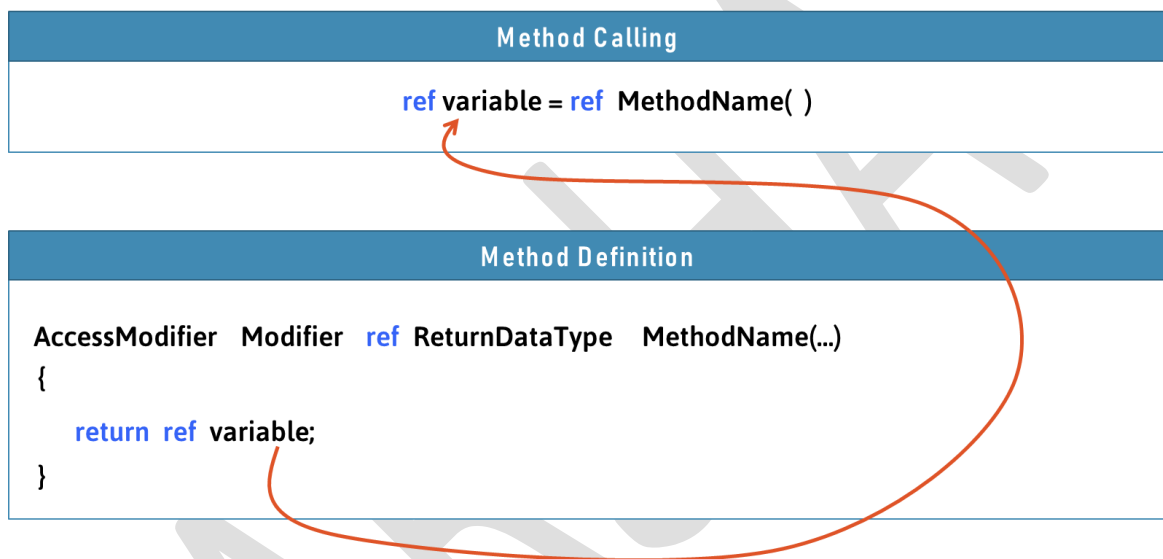 Method Calling
ref variable = ref MethodName( )
Method Definition
AccessModifier Modifier ref ReturnDataType MethodName(...)
{
return ref variable;
}